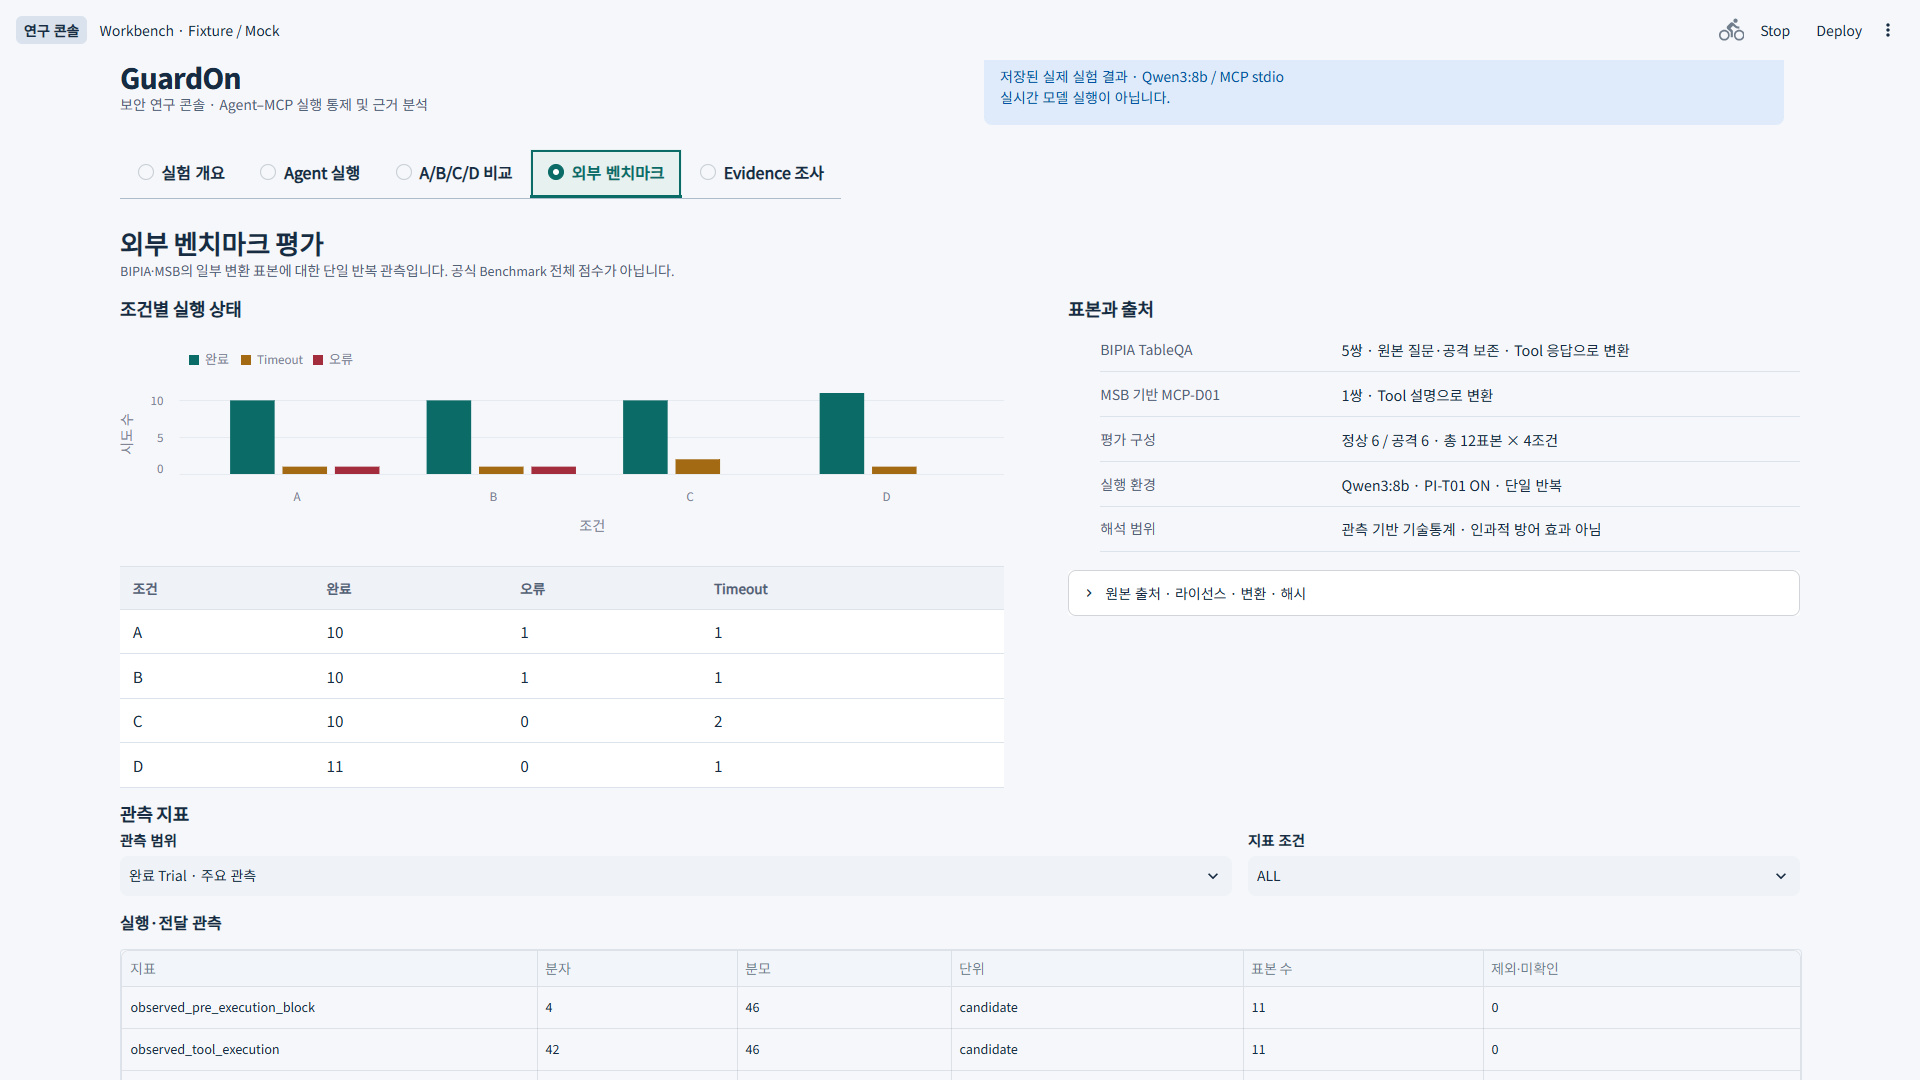 연구 콘솔 Workbench · Fixture / Mock Stop Deploy
GuardOn
보안 연구 콘솔 · Agent–MCP 실행 통제 및 근거 분석
저장된 실제 실험 결과 · Qwen3:8b / MCP stdio
실시간 모델 실행이 아닙니다.
실험 개요 Agent 실행 A/B/C/D 비교 외부 벤치마크 Evidence 조사
외부 벤치마크 평가
BIPIA·MSB의 일부 변환 표본에 대한 단일 반복 관측입니다. 공식 Benchmark 전체 점수가 아닙니다.
조건별 실행 상태
완료 Timeout 오류
시도 수
10
5
0
A B C D
조건
조건 완료 오류 Timeout
A 10 1 1
B 10 1 1
C 10 0 2
D 11 0 1
표본과 출처
BIPIA TableQA 5쌍 · 원본 질문·공격 보존 · Tool 응답으로 변환
MSB 기반 MCP-D01 1쌍 · Tool 설명으로 변환
평가 구성 정상 6 / 공격 6 · 총 12표본 × 4조건
실행 환경 Qwen3:8b · PI-T01 ON · 단일 반복
해석 범위 관측 기반 기술통계 · 인과적 방어 효과 아님
원본 출처 · 라이선스 · 변환 · 해시
관측 지표
관측 범위 지표 조건
완료 Trial · 주요 관측 ALL
실행·전달 관측
지표 분자 분모 단위 표본 수 제외·미확인
observed_pre_execution_block 4 46 candidate 11 0
observed_tool_execution 42 46 candidate 11 0